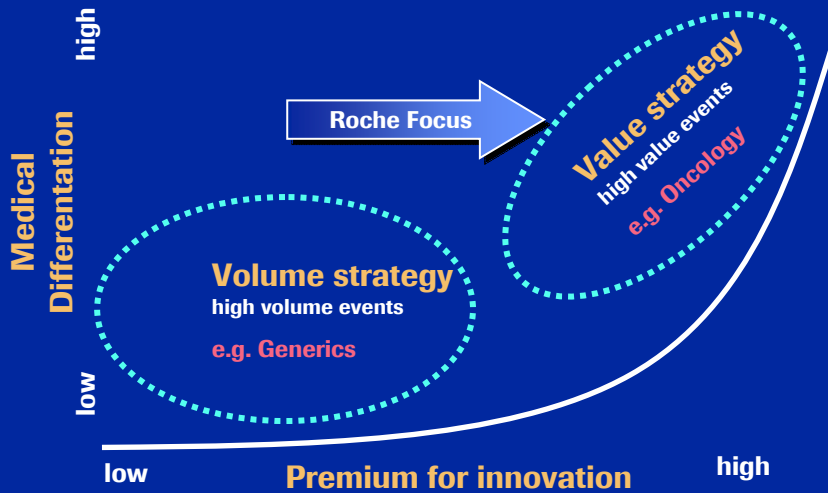 high
Medical
Differentation
low
Roche Focus
Value strategy
high value events
e.g. Oncology
Volume strategy
high volume events
e.g. Generics
low
Premium for innovation
high